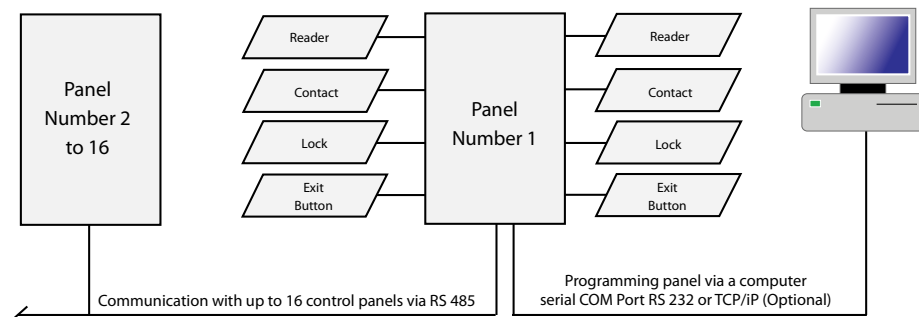 Panel
Number 2
to 16
Reader
Contact
Lock
Exit
Button
Panel
Number 1
Reader
Contact
Lock
Exit
Button
Communication with up to 16 control panels via RS 485
Programming panel via a computer
serial COM Port RS 232 or TCP/iP (Optional)